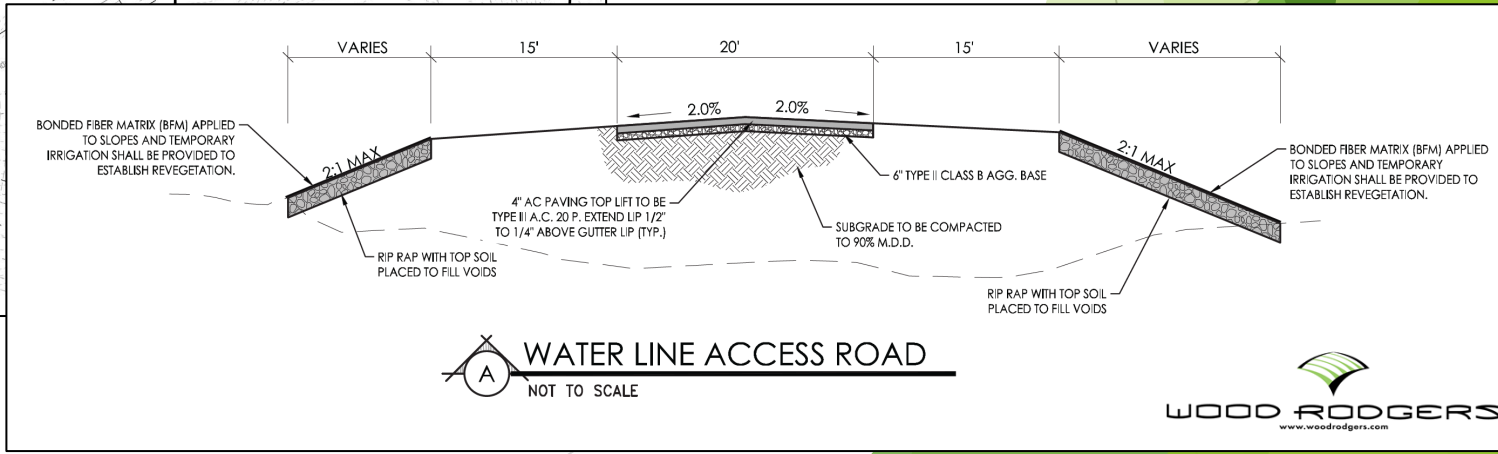 VARIES
15'
20'
15'
VARIES
2.0%
2.0%
BONDED FIBER MATRIX (BFM) APPLIED
TO SLOPES AND TEMPORARY
IRRIGATION SHALL BE PROVIDED TO
ESTABLISH REVEGETATION.
2:1 MAX
2:1 MAX
BONDED FIBER MATRIX (BFM) APPLIED
TO SLOPES AND TEMPORARY
IRRIGATION SHALL BE PROVIDED TO
ESTABLISH REVEGETATION.
6" TYPE II CLASS B AGG. BASE
4" AC PAVING TOP LIFT TO BE
TYPE III A.C. 20 P. EXTEND LIP 1/2"
TO 1/4" ABOVE GUTTER LIP (TYP.)
SUBGRADE TO BE COMPACTED
TO 90% M.D.D.
RIP RAP WITH TOP SOIL
PLACED TO FILL VOIDS
RIP RAP WITH TOP SOIL
PLACED TO FILL VOIDS
A
WATER LINE ACCESS ROAD
NOT TO SCALE
WOOD RODGERS
www.woodrodgers.com